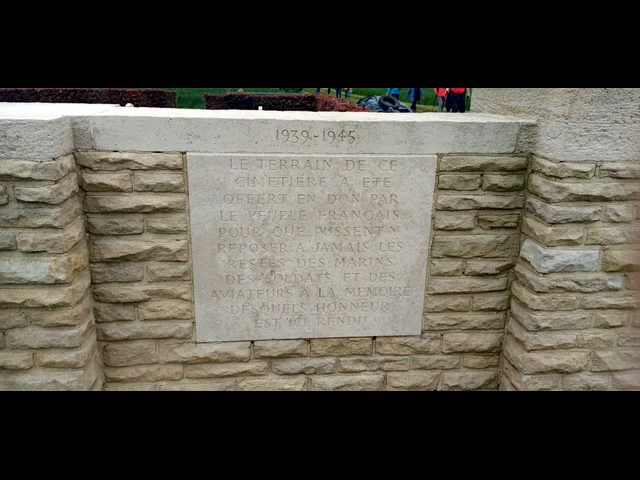 1939-1945
LE TERRAIN DE CE
CIMETIERE A ETE
OFFERT EN DON PAR
LE PEUPLE FRANÇAIS
POUR QUE PUSSENT Y
REPOSER A JAMAIS LES
RESTES DES MARINS
DES SOLDATS ET DES
AVIATEURS A LA MEMOIRE
DESQUELS HONNEUR
EST ICI RENDU